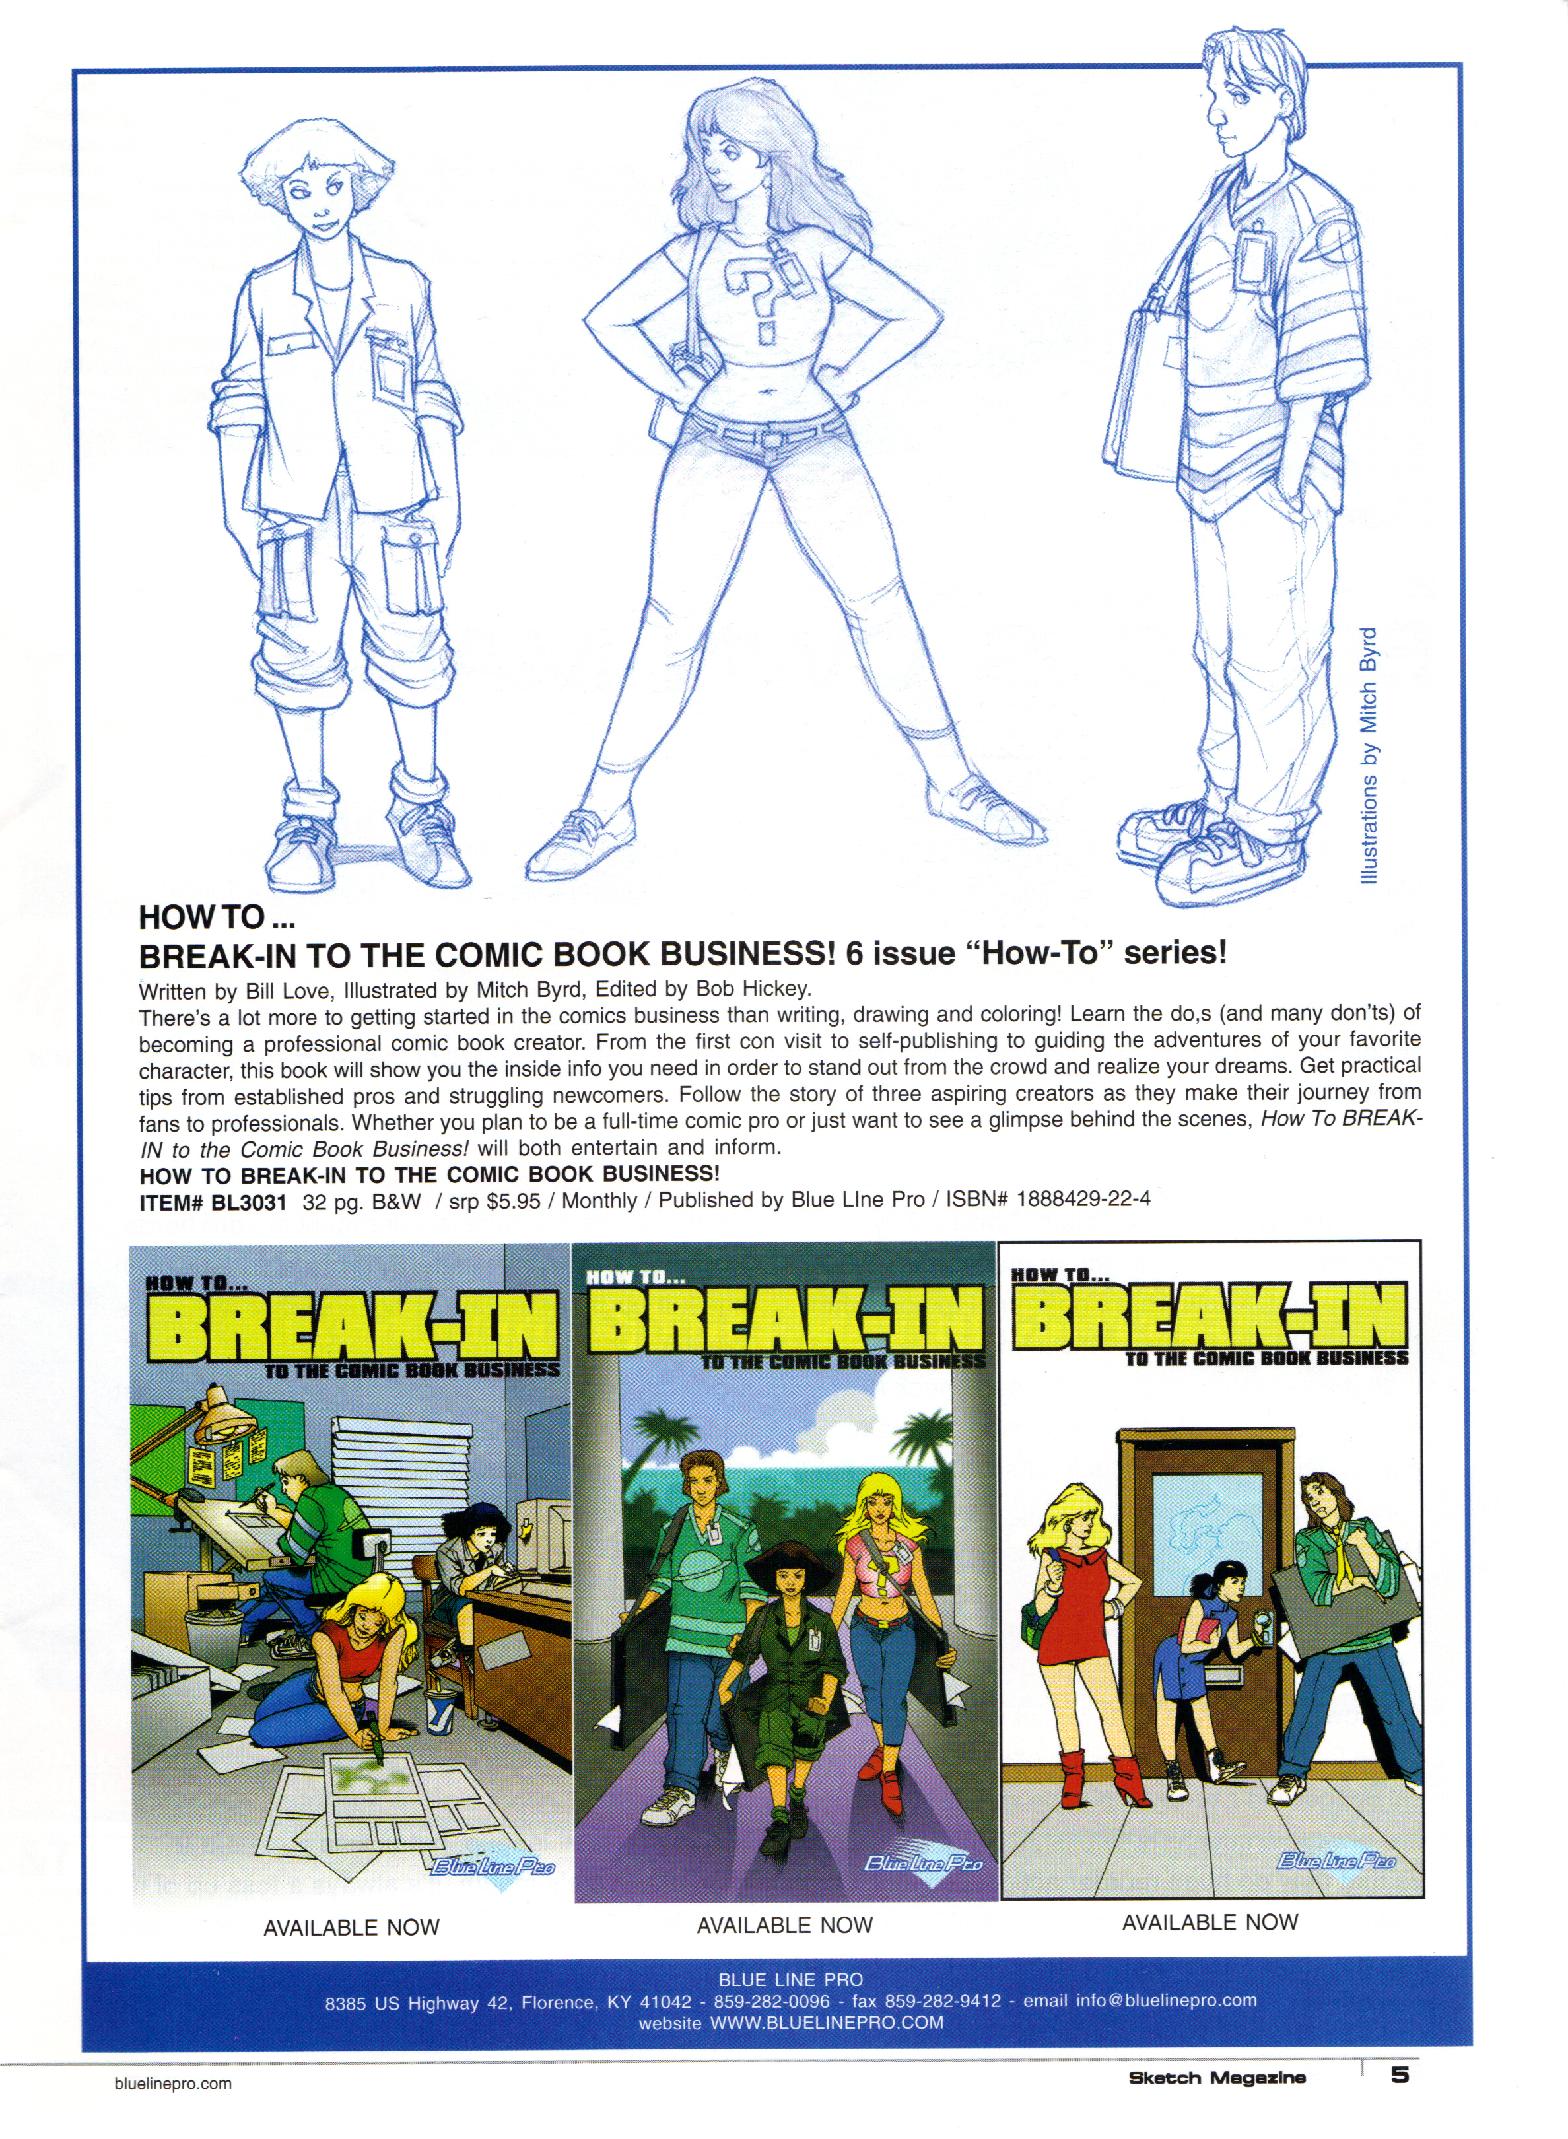 Illustrations by Mitch Byrd
HOW TO ...
BREAK-IN TO THE COMIC BOOK BUSINESS! 6 issue “How-To” series!
Written by Bill Love, Illustrated by Mitch Byrd, Edited by Bob Hickey.
There's a lot more to getting started in the comics business than writing, drawing and coloring! Learn the do,s (and many don'ts) of
becoming a professional comic book creator. From the first con visit to self-publishing to guiding the adventures of your favorite
character, this book will show you the inside info you need in order to stand out from the crowd and realize your dreams. Get practical
tips from established pros and struggling newcomers. Follow the story of three aspiring creators as they make their journey from
fans to professionals. Whether you plan to be a full-time comic pro or just want to see a glimpse behind the scenes, How To BREAK-
IN to the Comic Book Business! will both entertain and inform.
HOW TO BREAK-IN TO THE COMIC BOOK BUSINESS!
ITEM# BL3031 32 pg. B&W / srp $5.95 / Monthly / Published by Blue LIne Pro / ISBN# 1888429-22-4
HOW TO...
BREAK-IN
TO THE COMIC BOOK BUSINESS
Blue Line Pro
AVAILABLE NOW
HOW TO...
BREAK-IN
TO THE COMIC BOOK BUSINESS
Blue Line Pro
AVAILABLE NOW
HOW TO...
BREAK-IN
TO THE COMIC BOOK BUSINESS
Blue Line Pro
AVAILABLE NOW
BLUE LINE PRO
8385 US Highway 42, Florence, KY 41042 - 859-282-0096 - fax 859-282-9412 - email info@bluelinepro.com
website WWW.BLUELINEPRO.COM
bluelinepro.com
Sketch Magazine 5